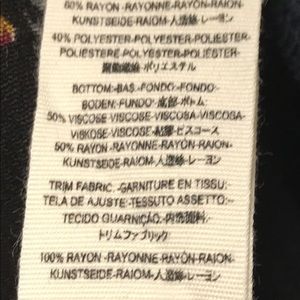 60% RAYON-RAYONNE-RAYON-RAION-
KUNSTSEIDE-RAIOM-人造絲-レーヨン
40% POLYESTER-POLYESTER-POLIESTER-
POLIESTERE-POLYESTER-POLIESTER-
聚酯纖維-ポリエステル
BOTTOM:-BAS:-FONDO:-FONDO:-
BODEN:-FUNDO:-底部:-ボトム:
50% VISCOSE-VISCOSE-VISCOSA-VISCOSA-
VISKOSE-VISCOSE-粘膠-ビスコース
50% RAYON-RAYONNE-RAYON-RAION-
KUNSTSEIDE-RAIOM-人造絲-レーヨン
TRIM FABRIC:-GARNITURE EN TISSU:-
TELA DE AJUSTE:-TESSUTO ASSETTO:-
TECIDO GUARNIÇÃO:-
トリムファブリック
100% RAYON-RAYONNE-RAYON-RAION-
KUNSTSEIDE-RAIOM-人造絲-レーヨン